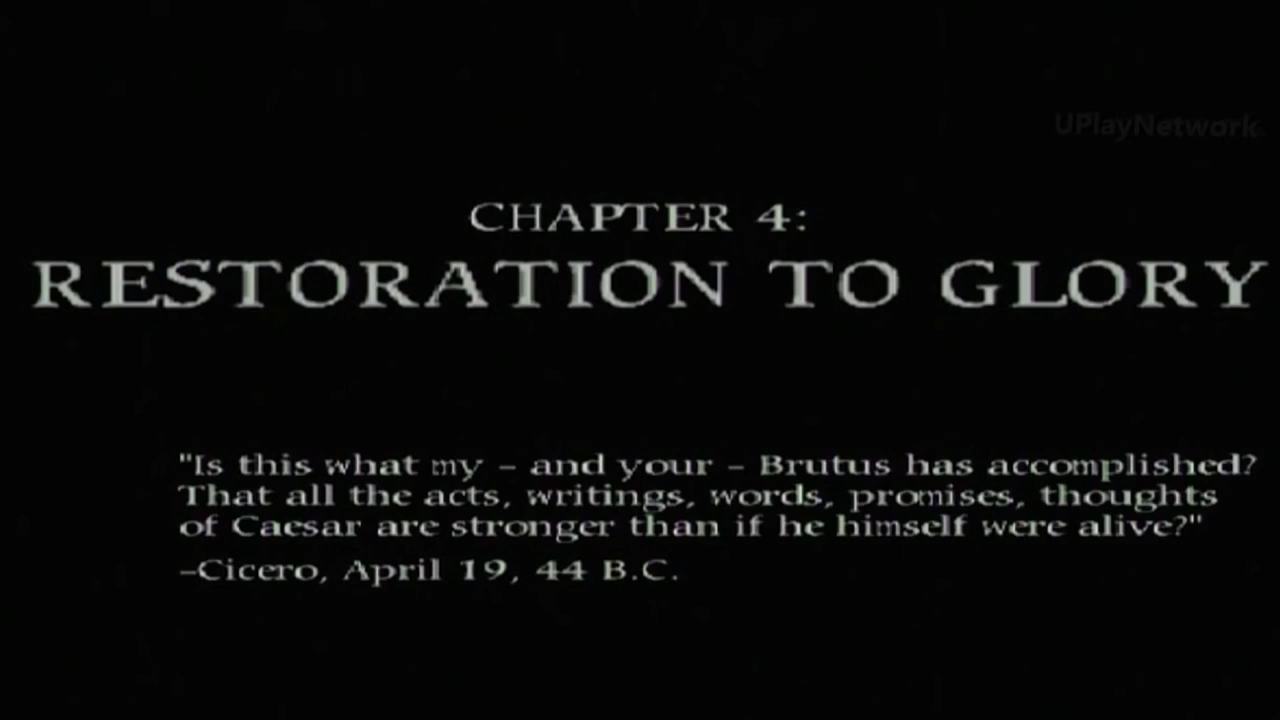 UPlayNetwork
CHAPTER 4:
RESTORATION TO GLORY
"Is this what my – and your – Brutus has accomplished?
That all the acts, writings, words, promises, thoughts
of Caesar are stronger than if he himself were alive?"
–Cicero, April 19, 44 B.C.